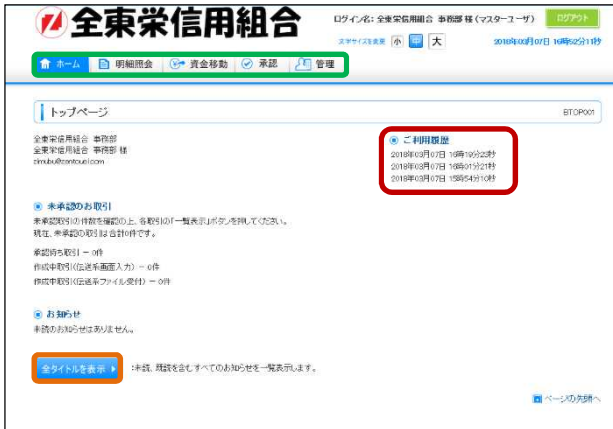 全東栄信用組合
ログイン名: 全東栄信用組合 事務部 様 (マスターユーザ) ログアウト
文字サイズを変更 小 中 大 2018年03月07日 16時52分11秒
ホーム 明細照会 資金移動 承認 管理
トップページ BTOP001
全東栄信用組合 事務部
全東栄信用組合 事務部 様
zimubu@zentouei.com
ご利用履歴
2018年03月07日 16時19分23秒
2018年03月07日 16時01分21秒
2018年03月07日 15時54分10秒
未承認のお取引
未承認取引の件数を確認の上、各取引の「一覧表示」ボタンを押してください。
現在、未承認の取引は合計0件です。
承認待ち取引 － 0件
作成中取引(伝送系画面入力) － 0件
作成中取引(伝送系ファイル受付) － 0件
お知らせ
未読のお知らせはありません。
全タイトルを表示 :未読、既読を含むすべてのお知らせを一覧表示します。
ページの先頭へ